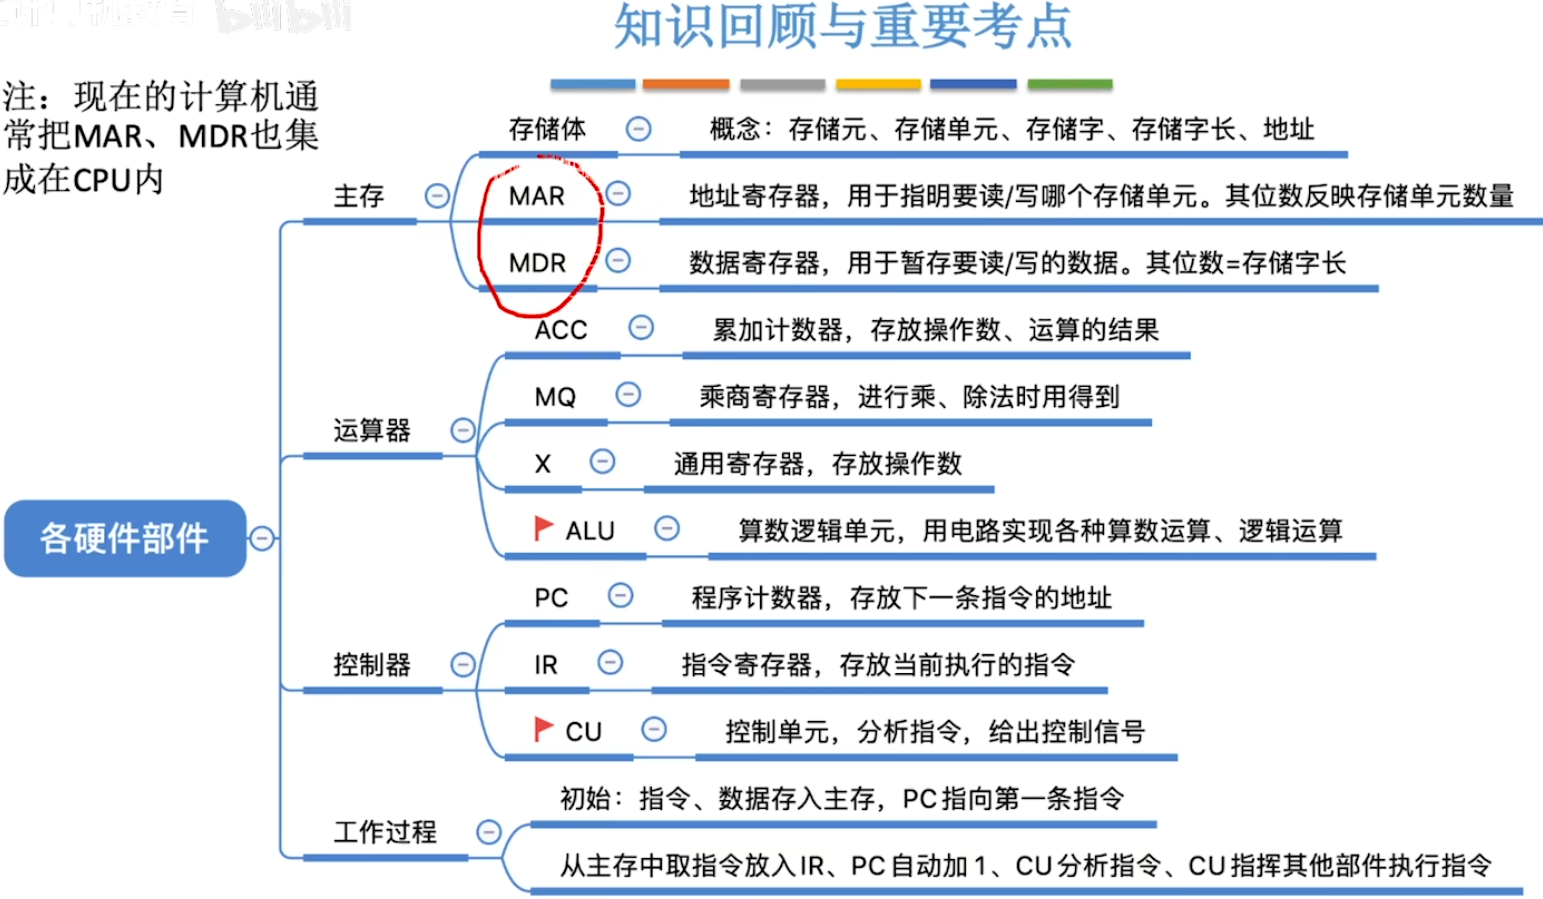 bilibili
知识回顾与重要考点
注：现在的计算机通
常把MAR、MDR也集
成在CPU内
各硬件部件
主存
存储体
概念：存储元、存储单元、存储字、存储字长、地址
MAR
地址寄存器，用于指明要读/写哪个存储单元。其位数反映存储单元数量
MDR
数据寄存器，用于暂存要读/写的数据。其位数=存储字长
运算器
ACC
累加计数器，存放操作数、运算的结果
MQ
乘商寄存器，进行乘、除法时用得到
X
通用寄存器，存放操作数
ALU
算数逻辑单元，用电路实现各种算数运算、逻辑运算
控制器
PC
程序计数器，存放下一条指令的地址
IR
指令寄存器，存放当前执行的指令
CU
控制单元，分析指令，给出控制信号
工作过程
初始：指令、数据存入主存，PC指向第一条指令
从主存中取指令放入IR、PC自动加1、CU分析指令、CU指挥其他部件执行指令